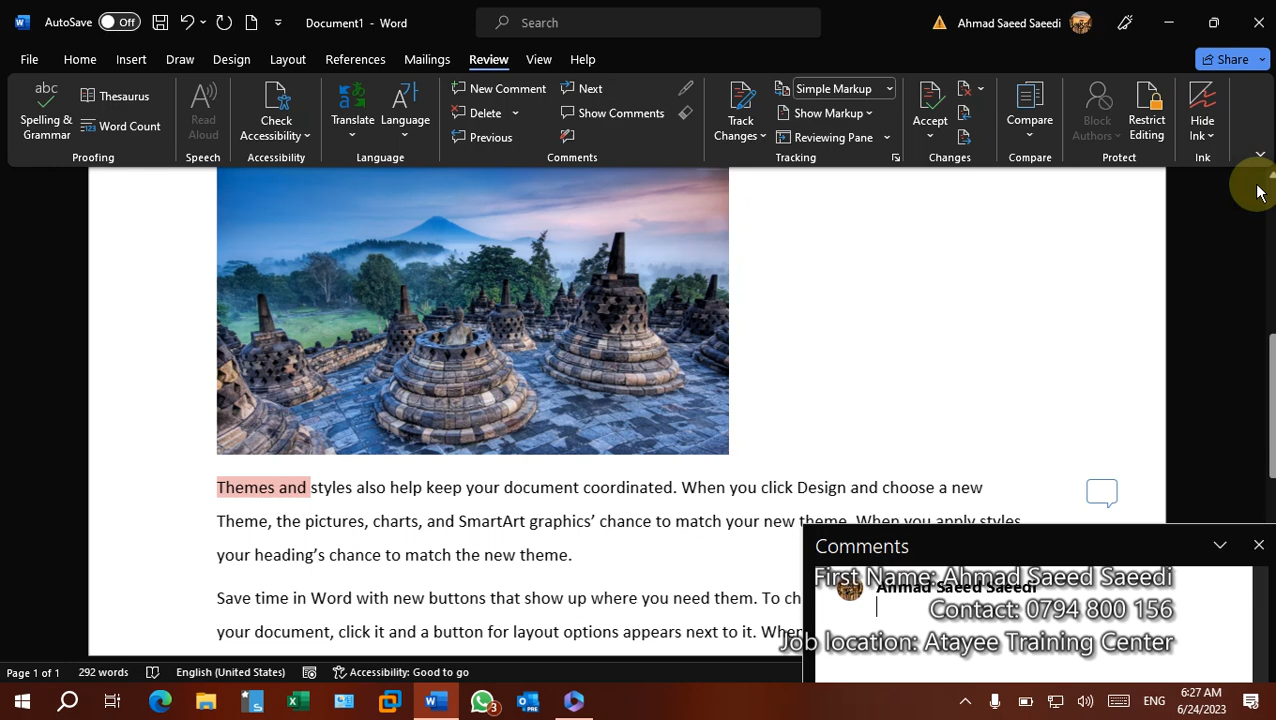 AutoSave Off Document1 - Word Search Ahmad Saeed Saeedi
File Home Insert Draw Design Layout References Mailings Review View Help Share
Spelling & Grammar Thesaurus Word Count Proofing
Read Aloud Speech
Check Accessibility Accessibility
Translate Language Language
New Comment Delete Previous Next Show Comments Comments
Track Changes Simple Markup Show Markup Reviewing Pane Tracking
Accept Changes
Compare Compare
Block Authors Restrict Editing Protect
Hide Ink Ink
Themes and styles also help keep your document coordinated. When you click Design and choose a new
Theme, the pictures, charts, and SmartArt graphics’ chance to match your new theme. When you apply styles
your heading’s chance to match the new theme.
Save time in Word with new buttons that show up where you need them. To ch
your document, click it and a button for layout options appears next to it. Wher
Comments
Ahmad Saeed Saeedi
First Name: Ahmad Saeed Saeedi
Contact: 0794 800 156
Job location: Atayee Training Center
Page 1 of 1 292 words English (United States) Accessibility: Good to go
3 PRE ENG 6:27 AM
6/24/2023